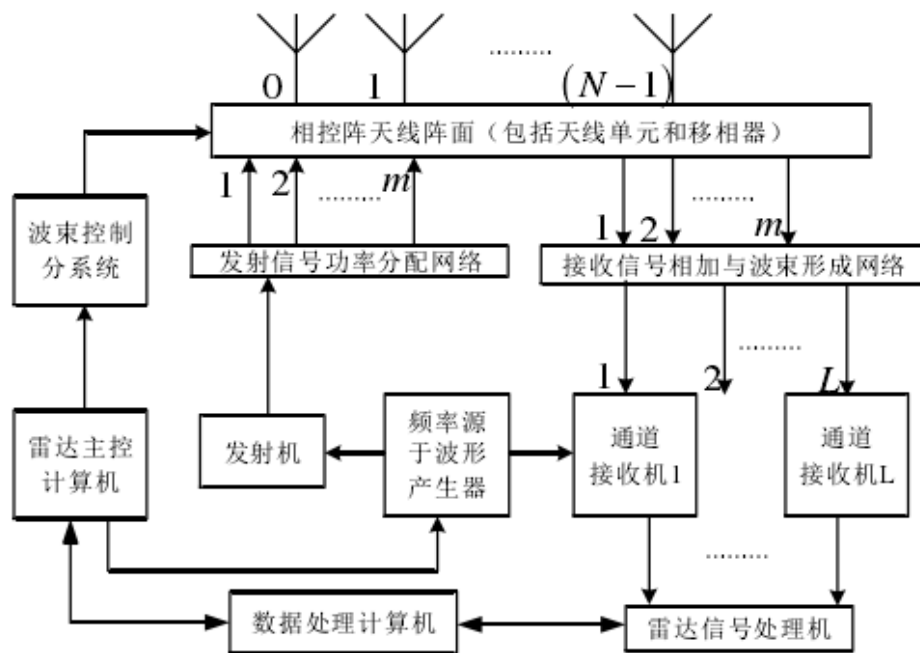 .........
0
1
(N−1)
相控阵天线阵面（包括天线单元和移相器）
1
2
.........
m
1
2
.........
m
波束控制
分系统
发射信号功率分配网络
接收信号相加与波束形成网络
.........
1
2
L
雷达主控
计算机
发射机
频率源
于波形
产生器
通道
接收机1
通道
接收机L
.........
数据处理计算机
雷达信号处理机